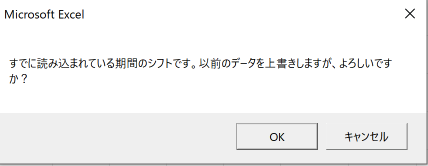 Microsoft Excel
すでに読み込まれている期間のシフトです。以前のデータを上書きしますが、よろしいです
か？
OK
キャンセル